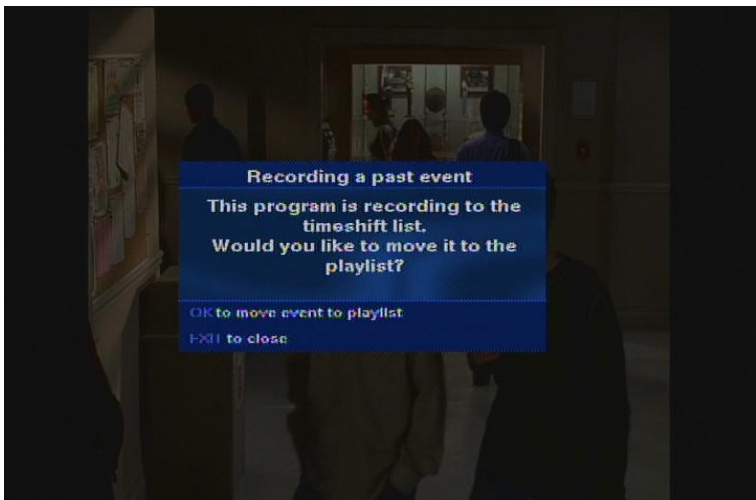 Recording a past event
This program is recording to the
timeshift list.
Would you like to move it to the
playlist?
OK to move event to playlist
EXIT to close